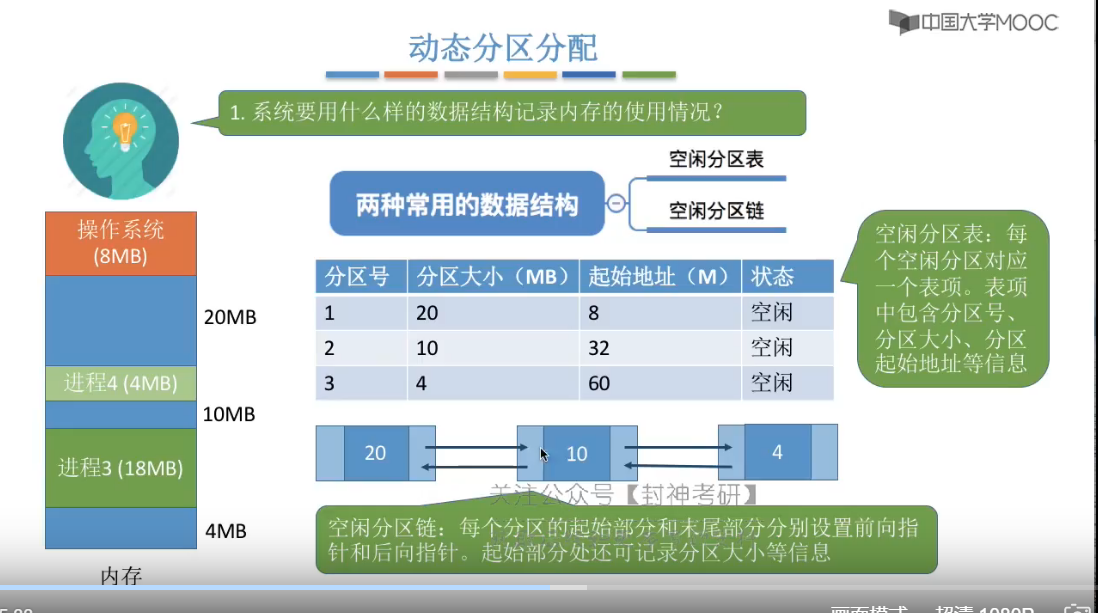 中国大学MOOC
动态分区分配
1. 系统要用什么样的数据结构记录内存的使用情况？
两种常用的数据结构
空闲分区表
空闲分区链
操作系统
(8MB)
20MB
进程4 (4MB)
10MB
进程3 (18MB)
4MB
内存
分区号 分区大小（MB） 起始地址（M） 状态
1 20 8 空闲
2 10 32 空闲
3 4 60 空闲
空闲分区表：每
个空闲分区对应
一个表项。表项
中包含分区号、
分区大小、分区
起始地址等信息
20 10 4
关注公众号【封神考研】
空闲分区链：每个分区的起始部分和末尾部分分别设置前向指
针和后向指针。起始部分处还可记录分区大小等信息
画面模式 超清 1080P